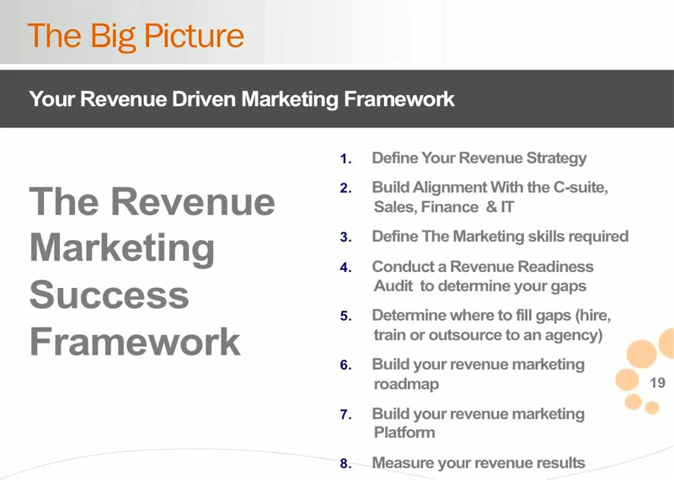 The Big Picture
Your Revenue Driven Marketing Framework
The Revenue
Marketing
Success
Framework
1. Define Your Revenue Strategy
2. Build Alignment With the C-suite,
Sales, Finance & IT
3. Define The Marketing skills required
4. Conduct a Revenue Readiness
Audit to determine your gaps
5. Determine where to fill gaps (hire,
train or outsource to an agency)
6. Build your revenue marketing
roadmap
7. Build your revenue marketing
Platform
8. Measure your revenue results
19